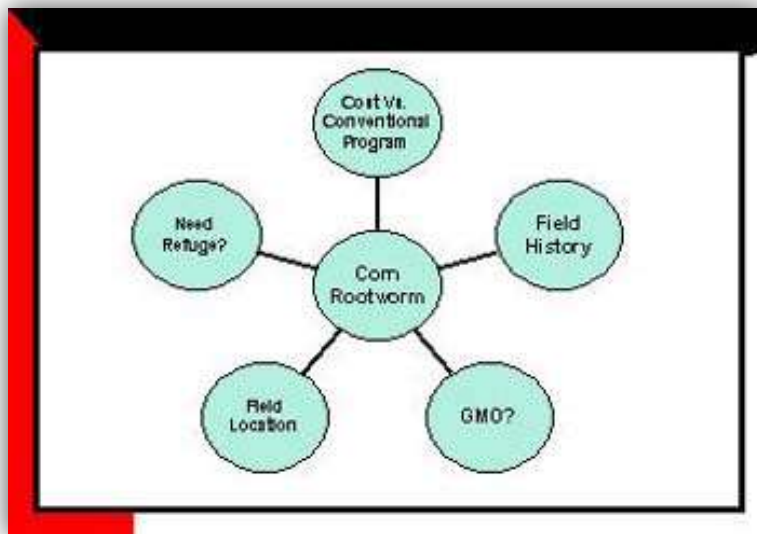 Cost Vs.
Conventional
Program
Need
Refuge?
Field
History
Corn
Rootworm
Field
Location
GMO?